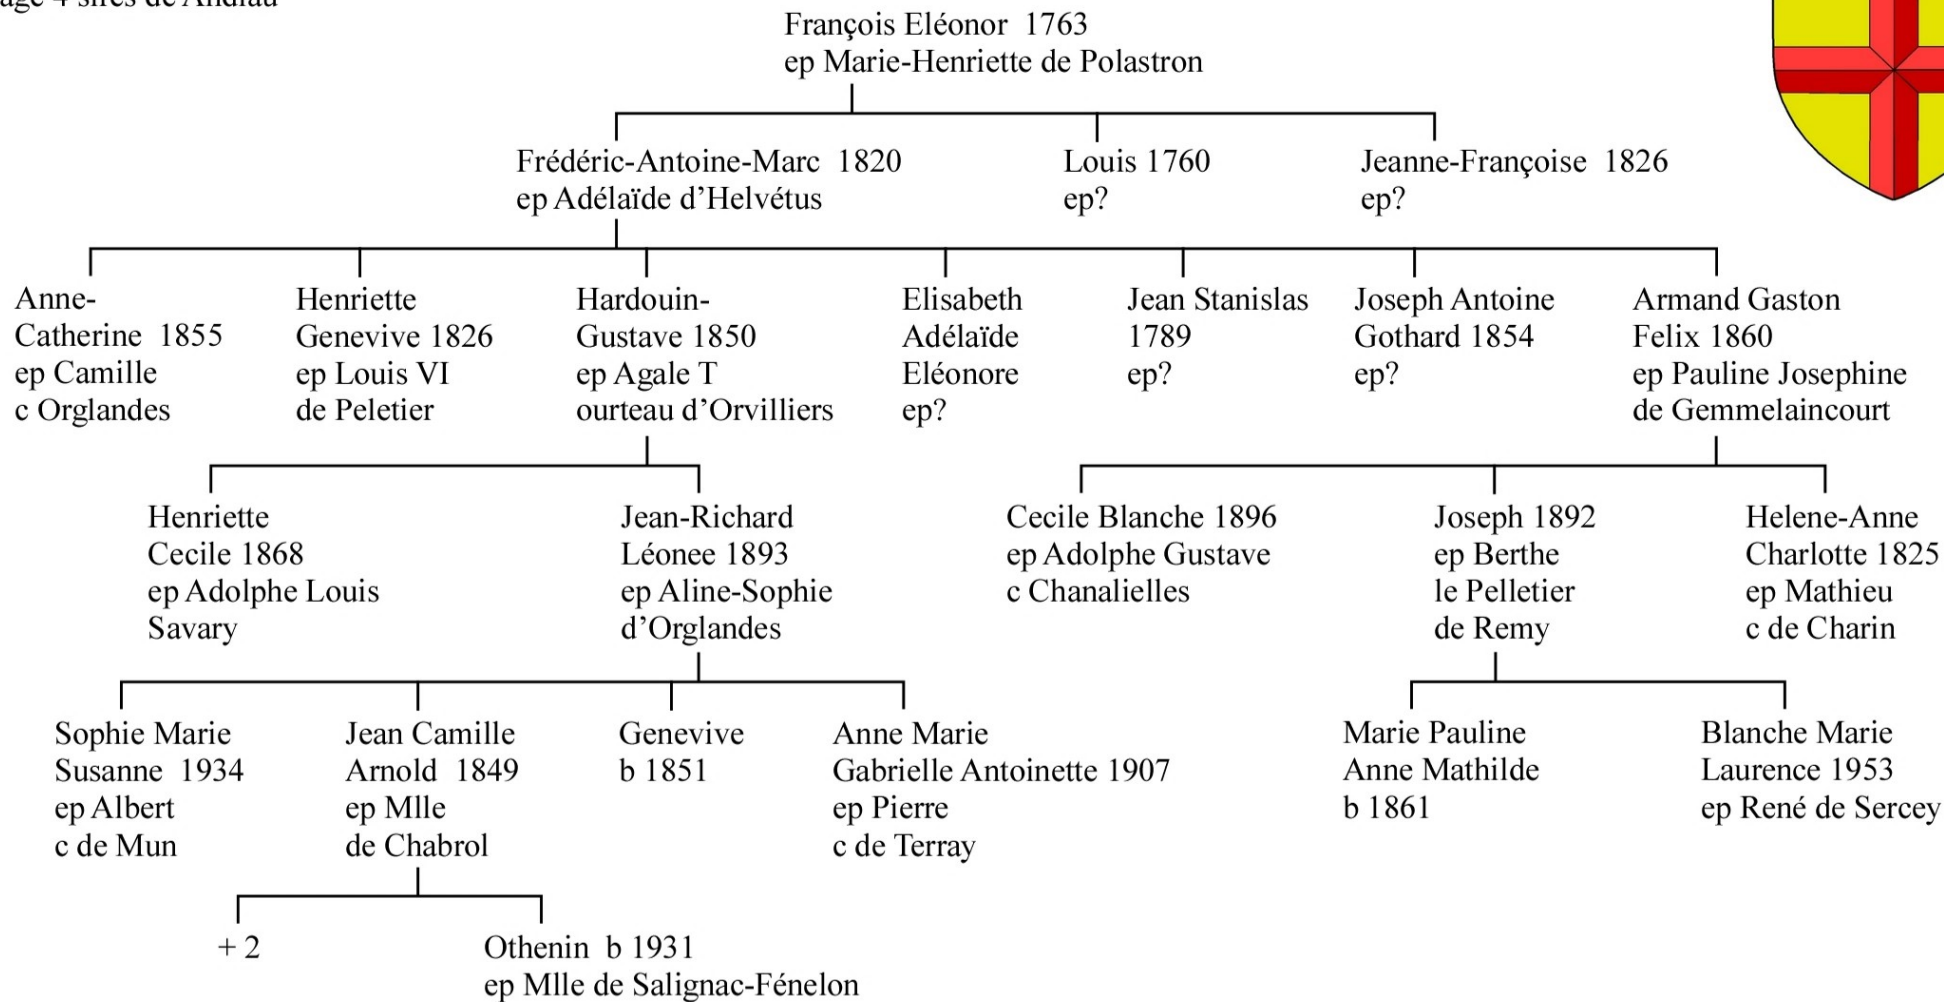 age 4 sires de Andlau
François Eléonor 1763
ep Marie-Henriette de Polastron
Frédéric-Antoine-Marc 1820
ep Adélaïde d’Helvétus
Louis 1760
ep?
Jeanne-Françoise 1826
ep?
Anne-
Catherine 1855
ep Camille
c Orglandes
Henriette
Genevive 1826
ep Louis VI
de Peletier
Hardouin-
Gustave 1850
ep Agale T
ourteau d’Orvilliers
Elisabeth
Adélaïde
Eléonore
ep?
Jean Stanislas
1789
ep?
Joseph Antoine
Gothard 1854
ep?
Armand Gaston
Felix 1860
ep Pauline Josephine
de Gemmelaincourt
Henriette
Cecile 1868
ep Adolphe Louis
Savary
Jean-Richard
Léonee 1893
ep Aline-Sophie
d’Orglandes
Cecile Blanche 1896
ep Adolphe Gustave
c Chanalielles
Joseph 1892
ep Berthe
le Pelletier
de Remy
Helene-Anne
Charlotte 1825
ep Mathieu
c de Charin
Sophie Marie
Susanne 1934
ep Albert
c de Mun
Jean Camille
Arnold 1849
ep Mlle
de Chabrol
Genevive
b 1851
Anne Marie
Gabrielle Antoinette 1907
ep Pierre
c de Terray
Marie Pauline
Anne Mathilde
b 1861
Blanche Marie
Laurence 1953
ep René de Sercey
+ 2
Othenin b 1931
ep Mlle de Salignac-Fénelon